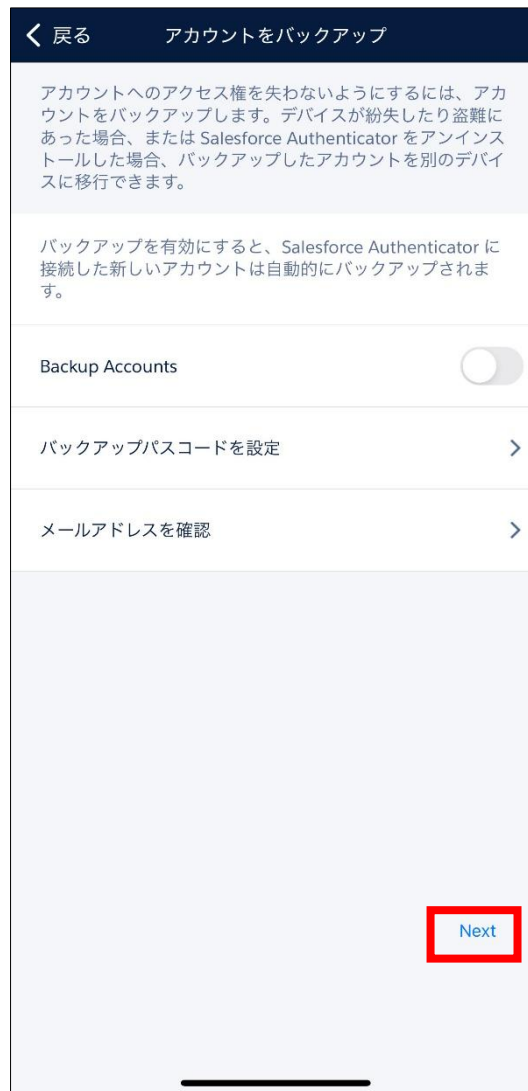 戻る アカウントをバックアップ
アカウントへのアクセス権を失わないようにするには、アカ
ウントをバックアップします。デバイスが紛失したり盗難に
あった場合、または Salesforce Authenticator をアンインス
トールした場合、バックアップしたアカウントを別のデバイ
スに移行できます。
バックアップを有効にすると、Salesforce Authenticator に
接続した新しいアカウントは自動的にバックアップされま
す。
Backup Accounts
バックアップパスコードを設定
メールアドレスを確認
Next